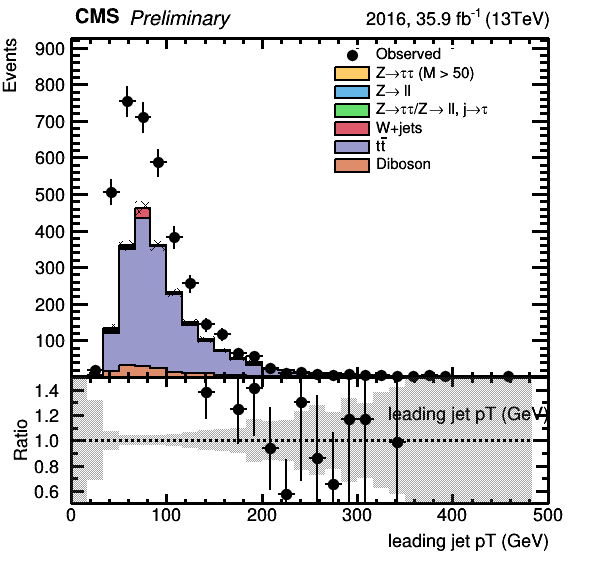 CMS Preliminary 2016, 35.9 fb-1 (13TeV)
Events
900
800
700
600
500
400
300
200
100
Observed
Z→ττ (M > 50)
Z→ ll
Z→ττ/Z→ ll, j→τ
W+jets
tt̄
Diboson
Ratio
1.4
1.2
1.0
0.8
0.6
leading jet pT (GeV)
0 100 200 300 400 500
leading jet pT (GeV)